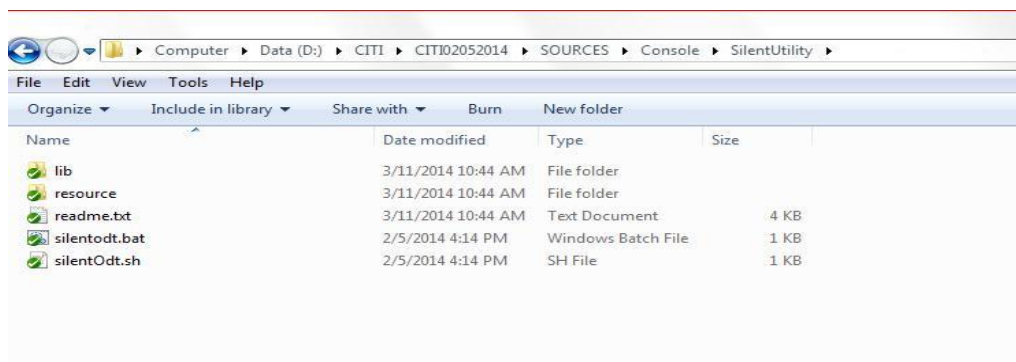 Computer Data (D:) CITI CITI02052014 SOURCES Console SilentUtility
File Edit View Tools Help
Organize Include in library Share with Burn New folder
Name Date modified Type Size
lib 3/11/2014 10:44 AM File folder
resource 3/11/2014 10:44 AM File folder
readme.txt 3/11/2014 10:44 AM Text Document 4 KB
silentodt.bat 2/5/2014 4:14 PM Windows Batch File 1 KB
silentOdt.sh 2/5/2014 4:14 PM SH File 1 KB